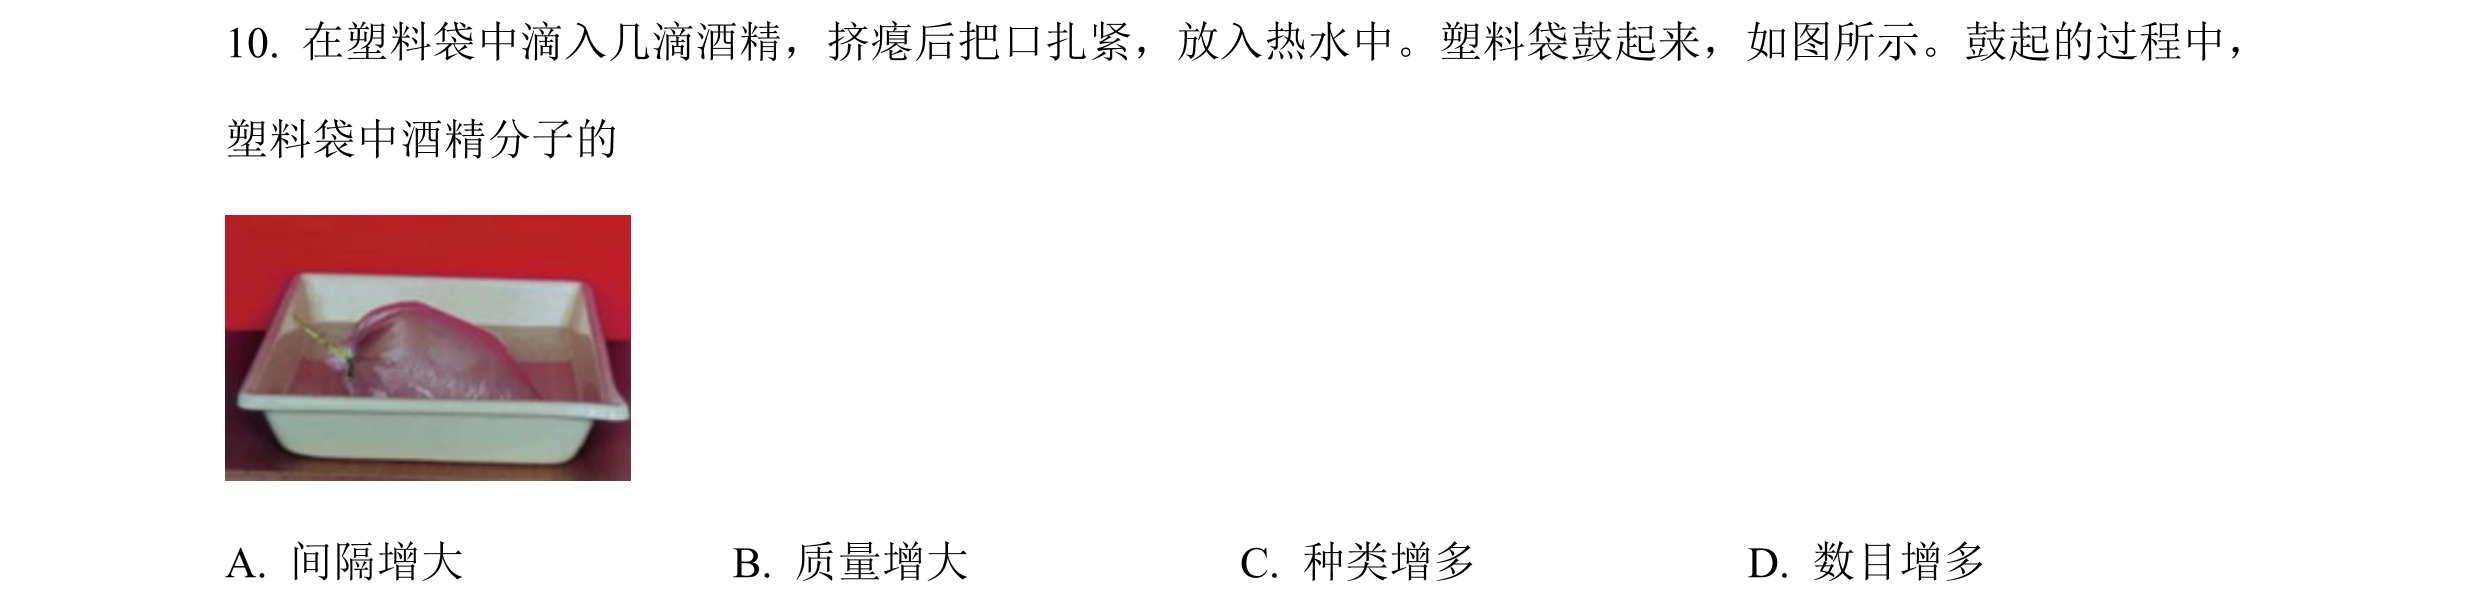 10. 在塑料袋中滴入几滴酒精，挤瘪后把口扎紧，放入热水中。塑料袋鼓起来，如图所示。鼓起的过程中，
塑料袋中酒精分子的
A. 间隔增大 B. 质量增大 C. 种类增多 D. 数目增多